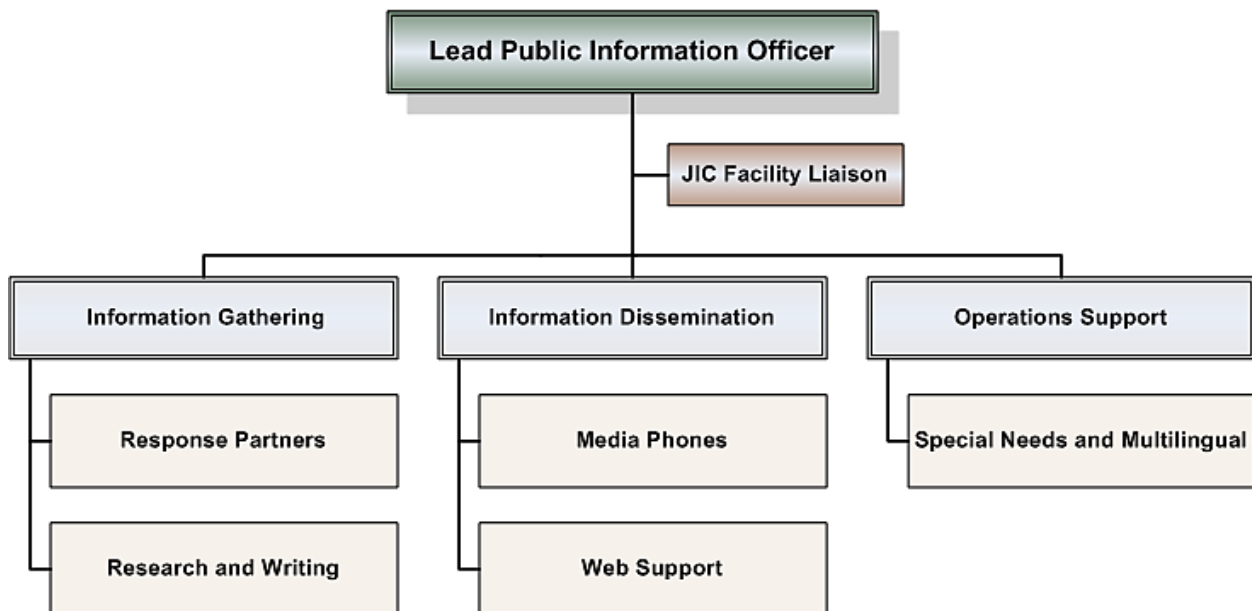 Lead Public Information Officer
JIC Facility Liaison
Information Gathering
Information Dissemination
Operations Support
Response Partners
Media Phones
Special Needs and Multilingual
Research and Writing
Web Support